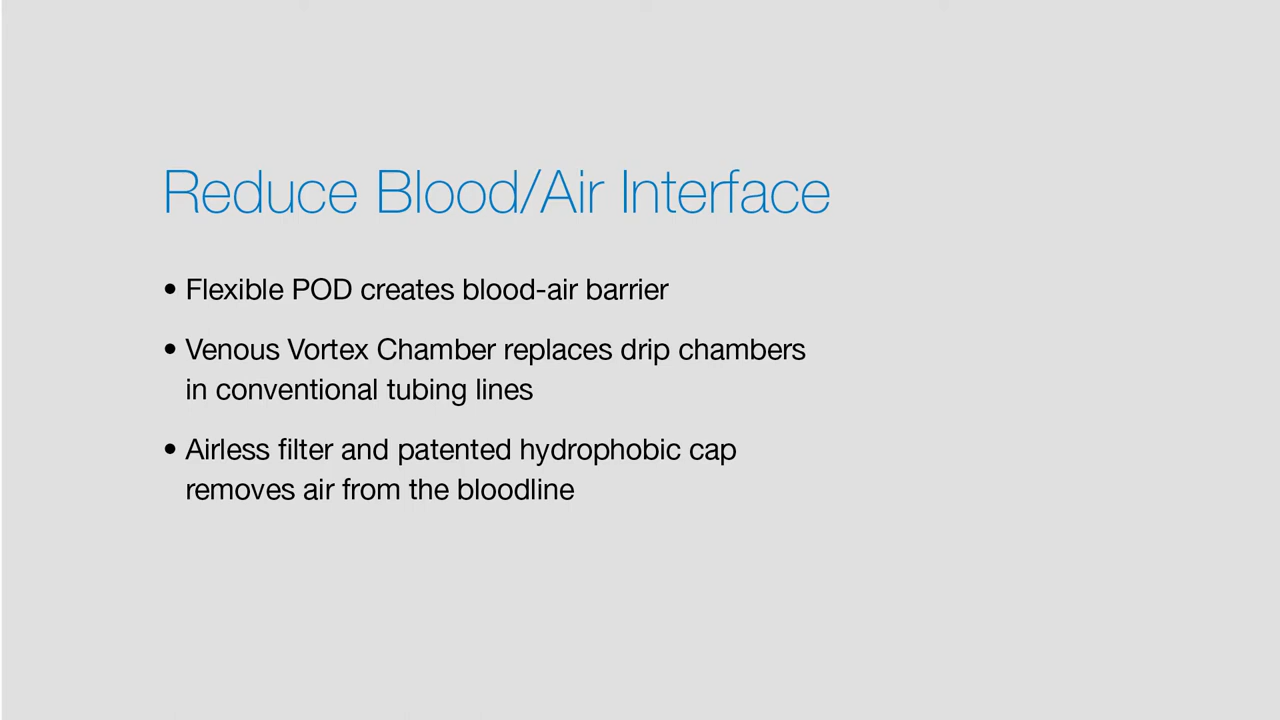 Reduce Blood/Air Interface
• Flexible POD creates blood-air barrier
• Venous Vortex Chamber replaces drip chambers
in conventional tubing lines
• Airless filter and patented hydrophobic cap
removes air from the bloodline